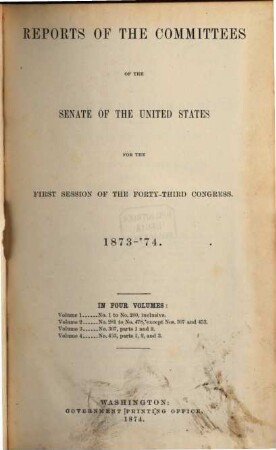 REPORTS OF THE COMMITTEES
OF THE
SENATE OF THE UNITED STATES
FOR THE
FIRST SESSION OF THE FORTY-THIRD CONGRESS.
1873-'74.
IN FOUR VOLUMES:
Volume 1......No. 1 to No. 280, inclusive.
Volume 2......No. 281 to No. 478, except Nos. 307 and 453.
Volume 3......No. 307, parts 1 and 2.
Volume 4......No. 453, parts 1, 2, and 3.
WASHINGTON:
GOVERNMENT PRINTING OFFICE.
1874.